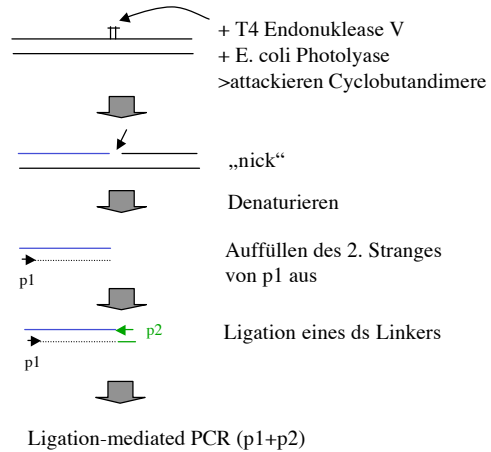 + T4 Endonuklease V
+ E. coli Photolyase
>attackieren Cyclobutandimere
„nick“
Denaturieren
Auffüllen des 2. Stranges
von p1 aus
p1
p2
Ligation eines ds Linkers
p1
Ligation-mediated PCR (p1+p2)